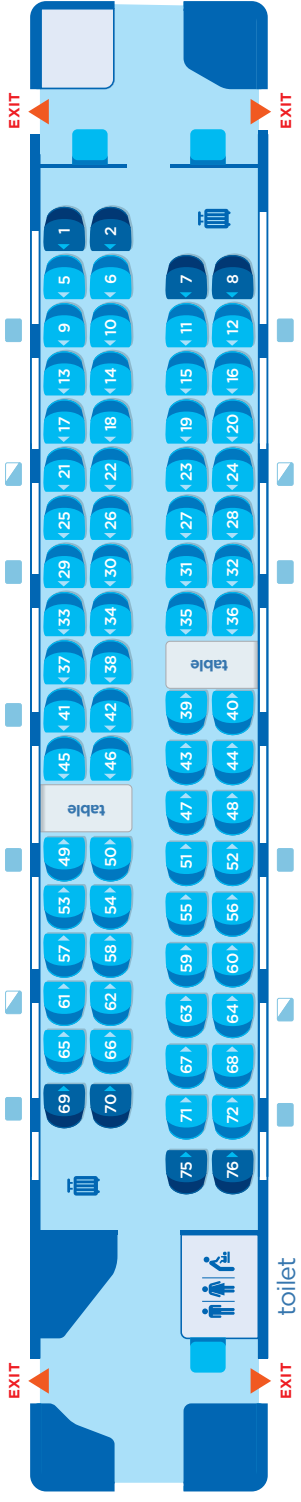 EXIT EXIT
1 2
5 6 7 8
9 10 11 12
13 14 15 16
17 18 19 20
21 22 23 24
25 26 27 28
29 30 31 32
33 34 35 36
37 38 table
41 42 39 40
45 46 43 44
table 47 48
49 50 51 52
53 54 55 56
57 58 59 60
61 62 63 64
65 66 67 68
69 70 71 72
75 76
toilet
EXIT EXIT